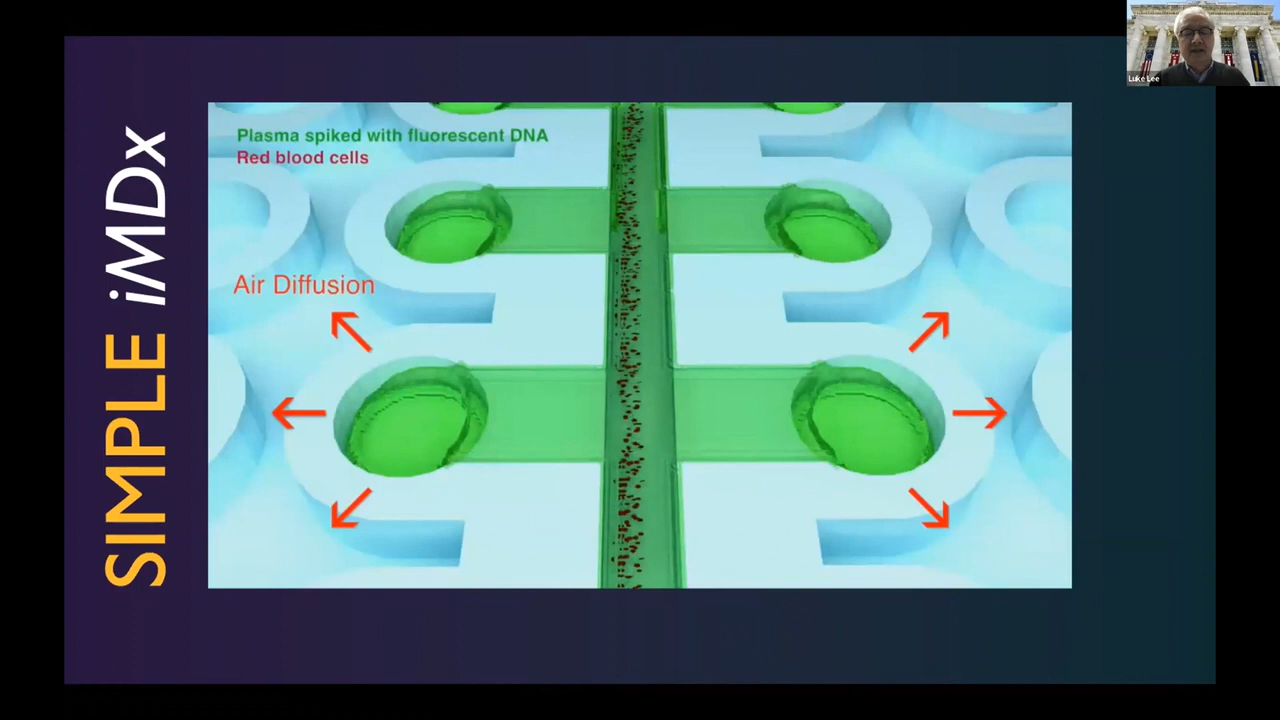 SIMPLE iMDx
Plasma spiked with fluorescent DNA
Red blood cells
Air Diffusion
Luke Lee